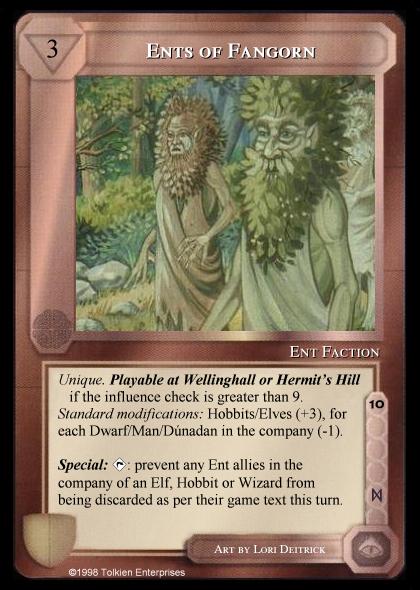 3
ENTS OF FANGORN
ENT FACTION
Unique. Playable at Wellinghall or Hermit's Hill
if the influence check is greater than 9.
Standard modifications: Hobbits/Elves (+3), for
each Dwarf/Man/Dúnadan in the company (-1).
Special: : prevent any Ent allies in the
company of an Elf, Hobbit or Wizard from
being discarded as per their game text this turn.
10
ART BY LORI DEITRICK
©1998 Tolkien Enterprises